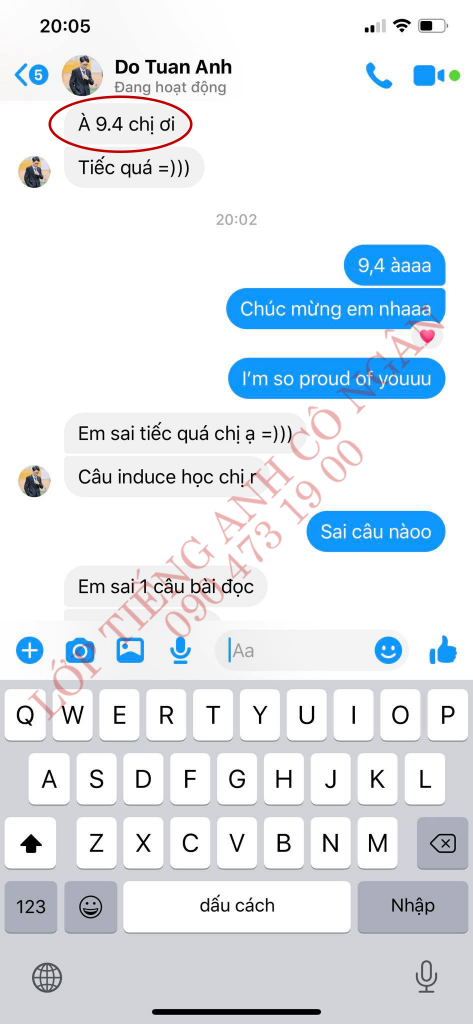 20:05
5
Do Tuan Anh
Đang hoạt động
À 9.4 chị ơi
Tiếc quá =)))
20:02
9,4 àaaa
Chúc mừng em nhaaa
I'm so proud of youuu
Em sai tiếc quá chị ạ =)))
Câu induce học chị r
Sai câu nàoo
Em sai 1 câu bài đọc
LỚP TIẾNG ANH CÔ NGÂN
090 473 19 00
Aa
Q W E R T Y U I O P
A S D F G H J K L
Z X C V B N M
123 dấu cách Nhập